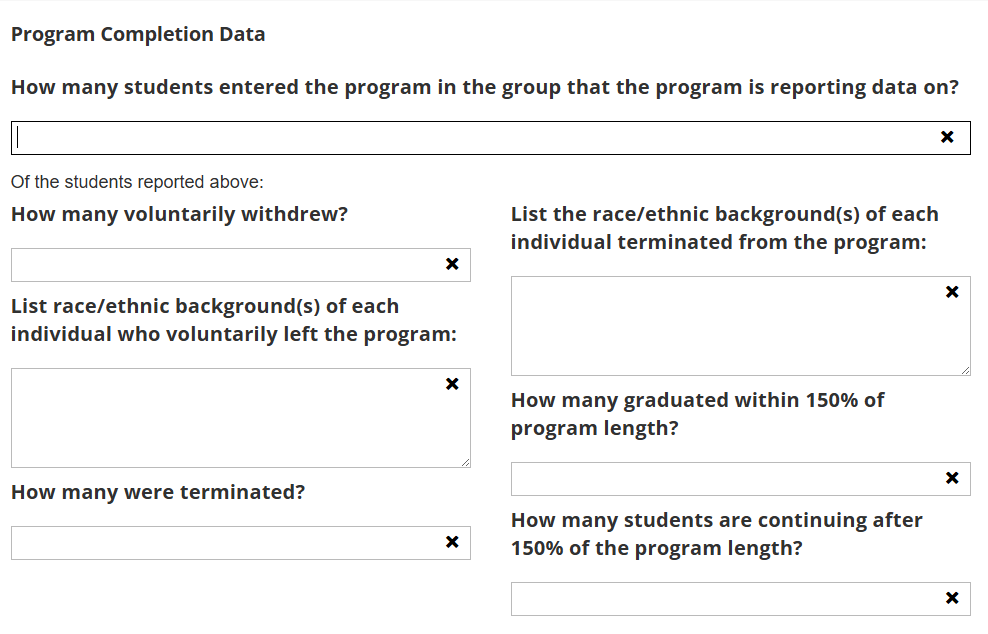 Program Completion Data
How many students entered the program in the group that the program is reporting data on?
Of the students reported above:
How many voluntarily withdrew?
List race/ethnic background(s) of each
individual who voluntarily left the program:
How many were terminated?
List the race/ethnic background(s) of each
individual terminated from the program:
How many graduated within 150% of
program length?
How many students are continuing after
150% of the program length?